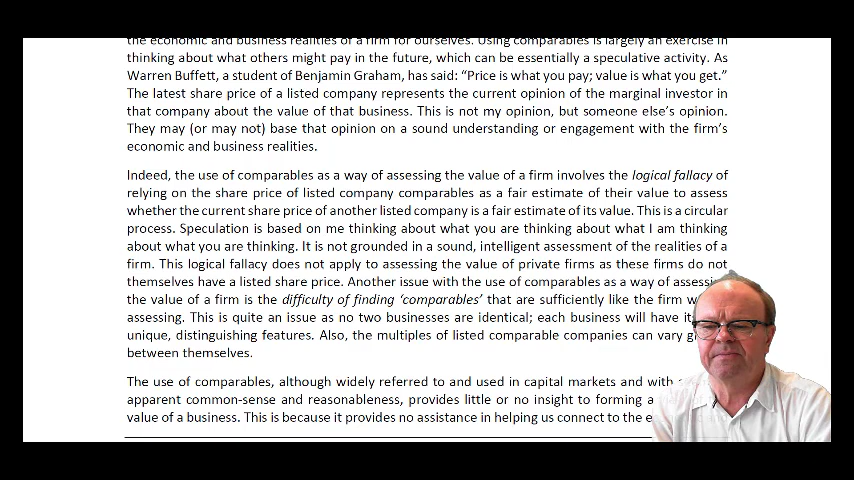 the economic and business realities of a firm for ourselves. Using comparables is largely an exercise in
thinking about what others might pay in the future, which can be essentially a speculative activity. As
Warren Buffett, a student of Benjamin Graham, has said: “Price is what you pay; value is what you get.”
The latest share price of a listed company represents the current opinion of the marginal investor in
that company about the value of that business. This is not my opinion, but someone else’s opinion.
They may (or may not) base that opinion on a sound understanding or engagement with the firm’s
economic and business realities.
Indeed, the use of comparables as a way of assessing the value of a firm involves the logical fallacy of
relying on the share price of listed company comparables as a fair estimate of their value to assess
whether the current share price of another listed company is a fair estimate of its value. This is a circular
process. Speculation is based on me thinking about what you are thinking about what I am thinking
about what you are thinking. It is not grounded in a sound, intelligent assessment of the realities of a
firm. This logical fallacy does not apply to assessing the value of private firms as these firms do not
themselves have a listed share price. Another issue with the use of comparables as a way of assessing
the value of a firm is the difficulty of finding ‘comparables’ that are sufficiently like the firm
assessing. This is quite an issue as no two businesses are identical; each business will have
unique, distinguishing features. Also, the multiples of listed comparable companies can vary
between themselves.
The use of comparables, although widely referred to and used in capital markets and with
apparent common-sense and reasonableness, provides little or no insight to forming a
value of a business. This is because it provides no assistance in helping us connect to the